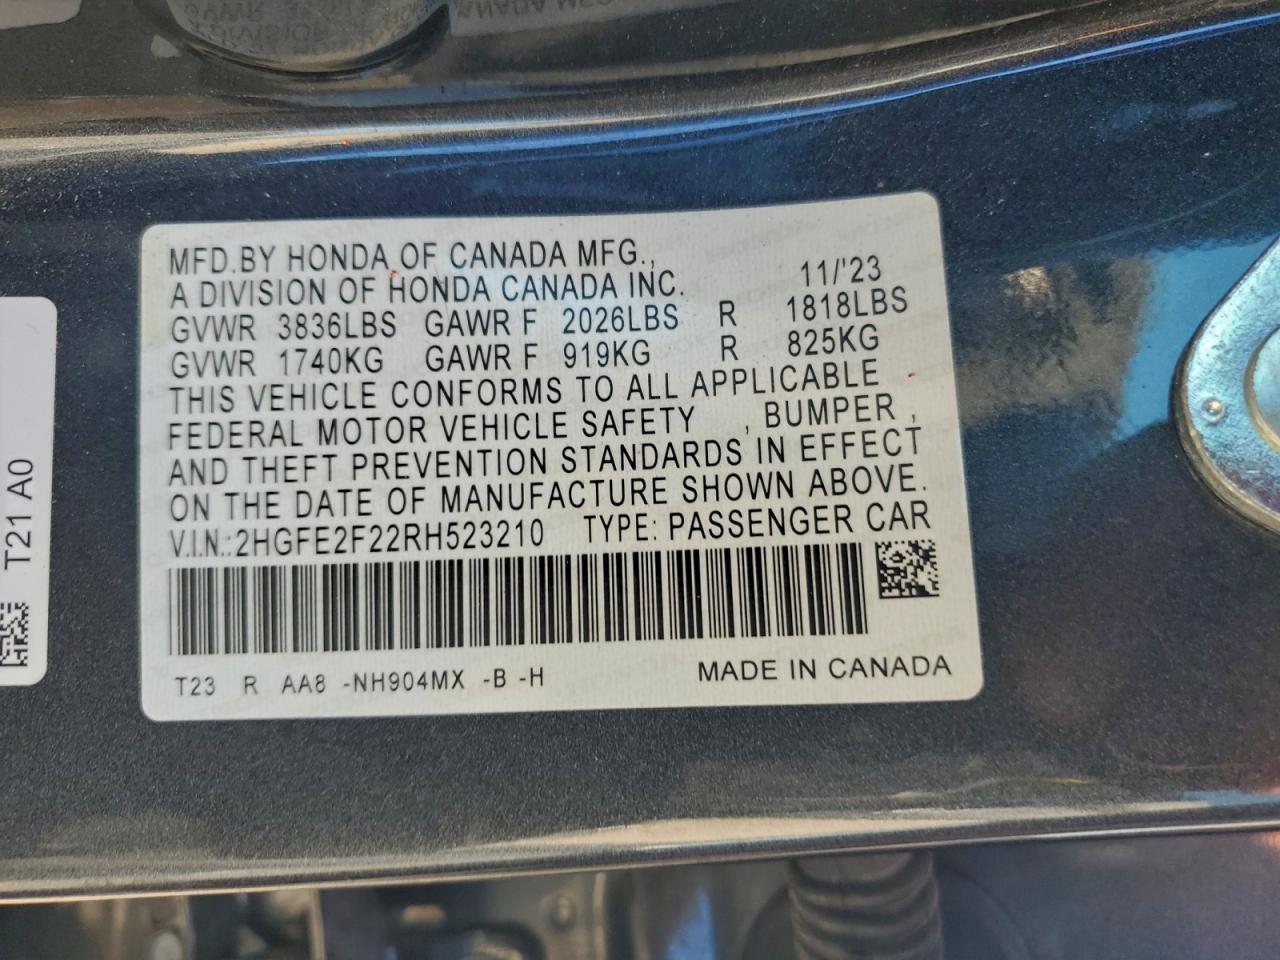 MFD.BY HONDA OF CANADA MFG.,
A DIVISION OF HONDA CANADA INC. 11/'23
GVWR 3836LBS GAWR F 2026LBS R 1818LBS
GVWR 1740KG GAWR F 919KG R 825KG
THIS VEHICLE CONFORMS TO ALL APPLICABLE
FEDERAL MOTOR VEHICLE SAFETY , BUMPER ,
AND THEFT PREVENTION STANDARDS IN EFFECT
ON THE DATE OF MANUFACTURE SHOWN ABOVE.
V.I.N.:2HGFE2F22RH523210 TYPE: PASSENGER CAR
T23 R AA8 -NH904MX -B -H MADE IN CANADA
T21 A0